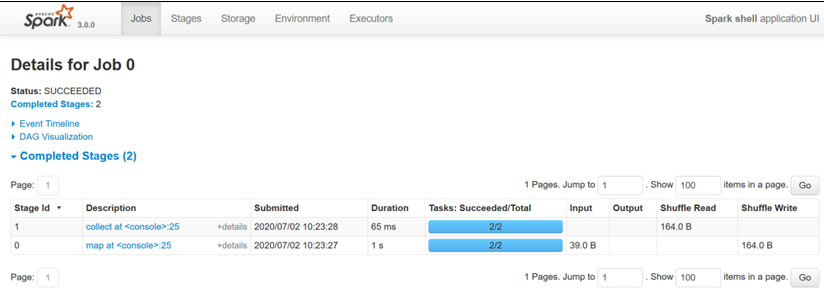 APACHE
Spark 3.0.0 Jobs Stages Storage Environment Executors Spark shell application UI
Details for Job 0
Status: SUCCEEDED
Completed Stages: 2
Event Timeline
DAG Visualization
Completed Stages (2)
Page: 1 1 Pages. Jump to 1 . Show 100 items in a page. Go
Stage Id Description Submitted Duration Tasks: Succeeded/Total Input Output Shuffle Read Shuffle Write
1 collect at <console>:25 +details 2020/07/02 10:23:28 65 ms 2/2 164.0 B
0 map at <console>:25 +details 2020/07/02 10:23:27 1 s 2/2 39.0 B 164.0 B
Page: 1 1 Pages. Jump to 1 . Show 100 items in a page. Go